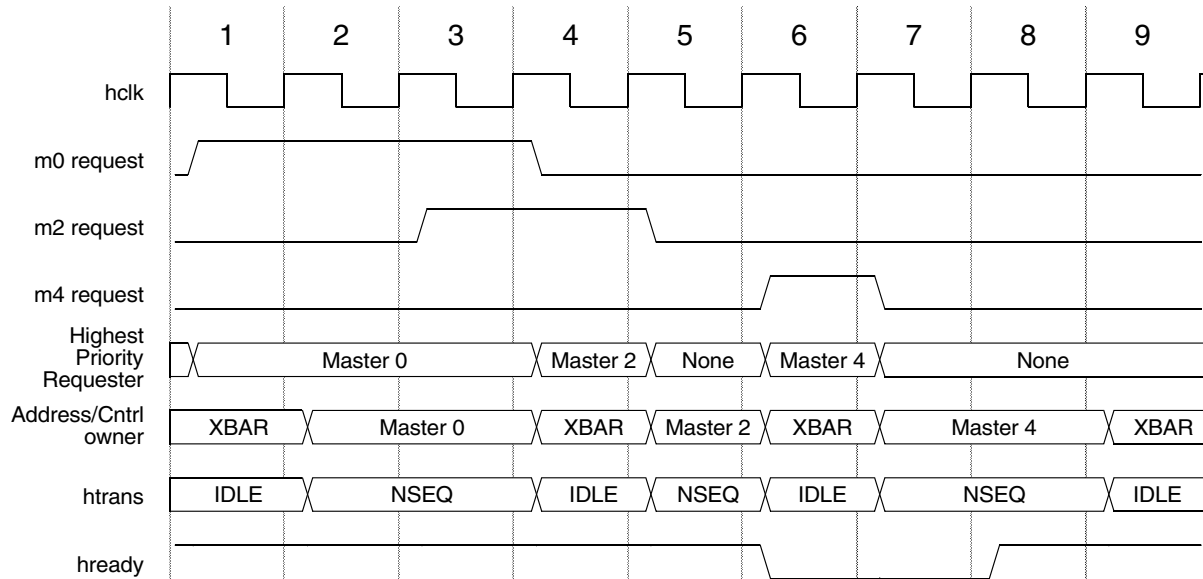 1 2 3 4 5 6 7 8 9
hclk
m0 request
m2 request
m4 request
Highest
Priority
Requester
Master 0 Master 2 None Master 4 None
Address/Cntrl
owner
XBAR Master 0 XBAR Master 2 XBAR Master 4 XBAR
htrans IDLE NSEQ IDLE NSEQ IDLE NSEQ IDLE
hready